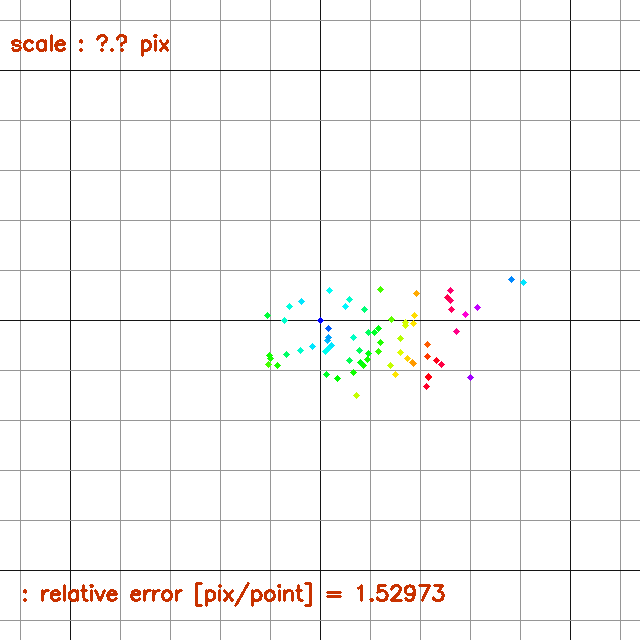 scale : ?.? pix
: relative error [pix/point] = 1.52973